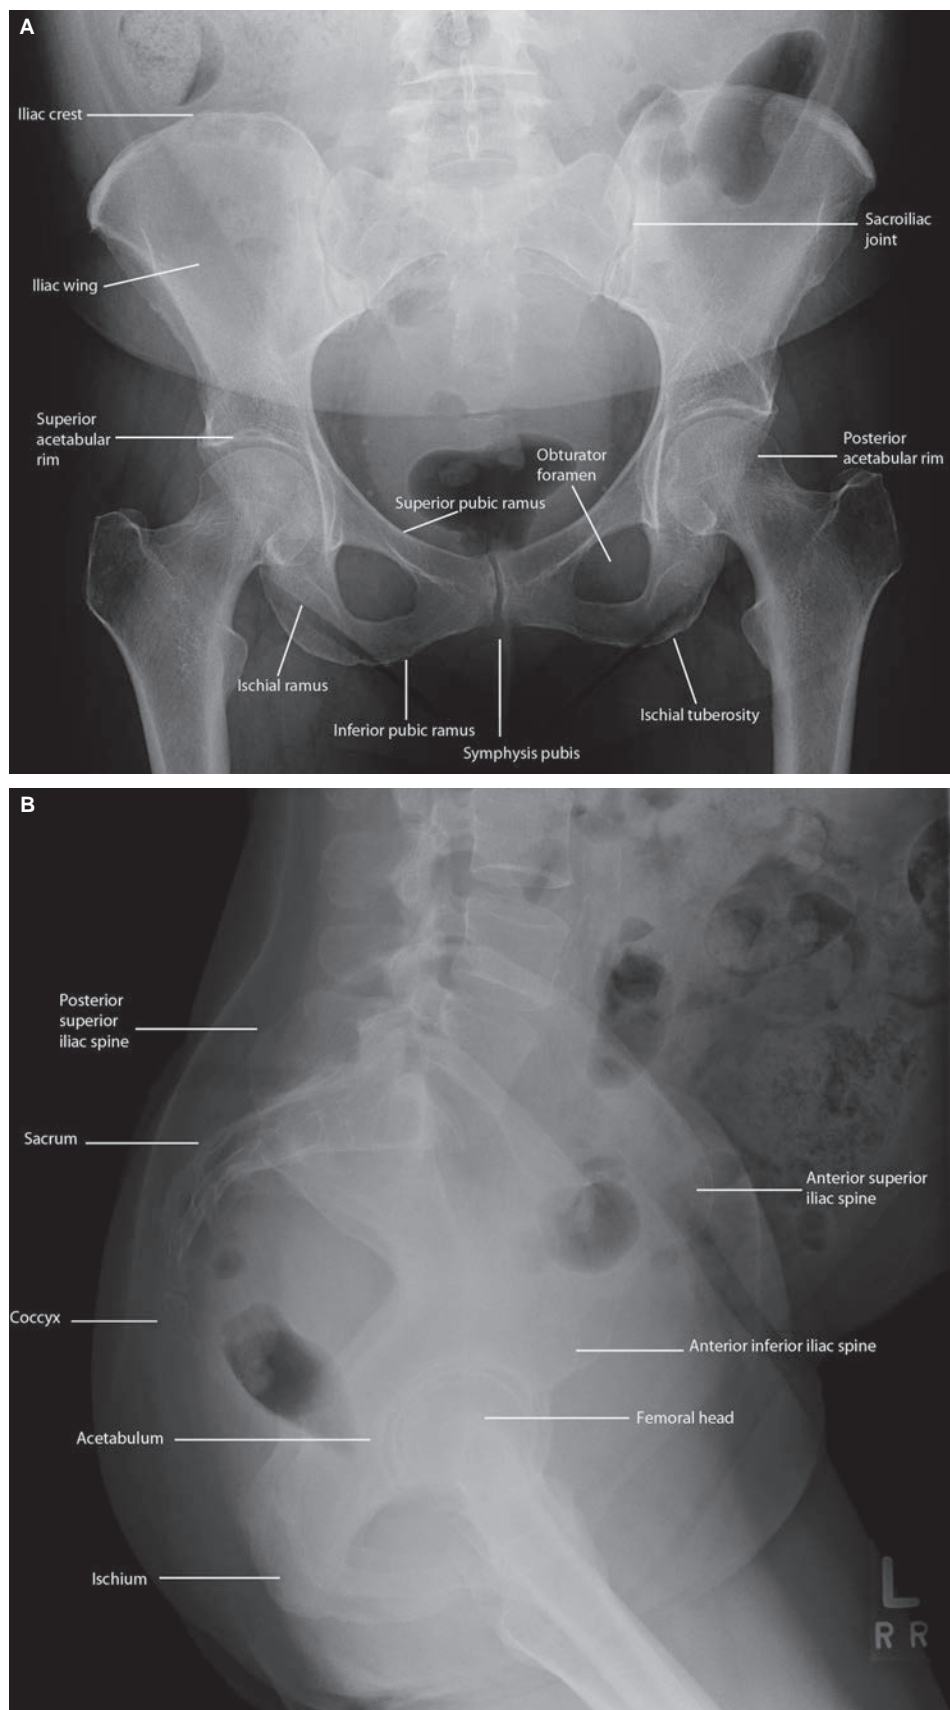 A
Iliac crest
Sacroiliac
joint
Iliac wing
Superior
acetabular
rim
Posterior
acetabular rim
Obturator
foramen
Superior pubic ramus
Ischial ramus
Inferior pubic ramus
Symphysis pubis
Ischial tuberosity
B
Posterior
superior
iliac spine
Sacrum
Anterior superior
iliac spine
Coccyx
Anterior inferior iliac spine
Femoral head
Acetabulum
Ischium
L
R R